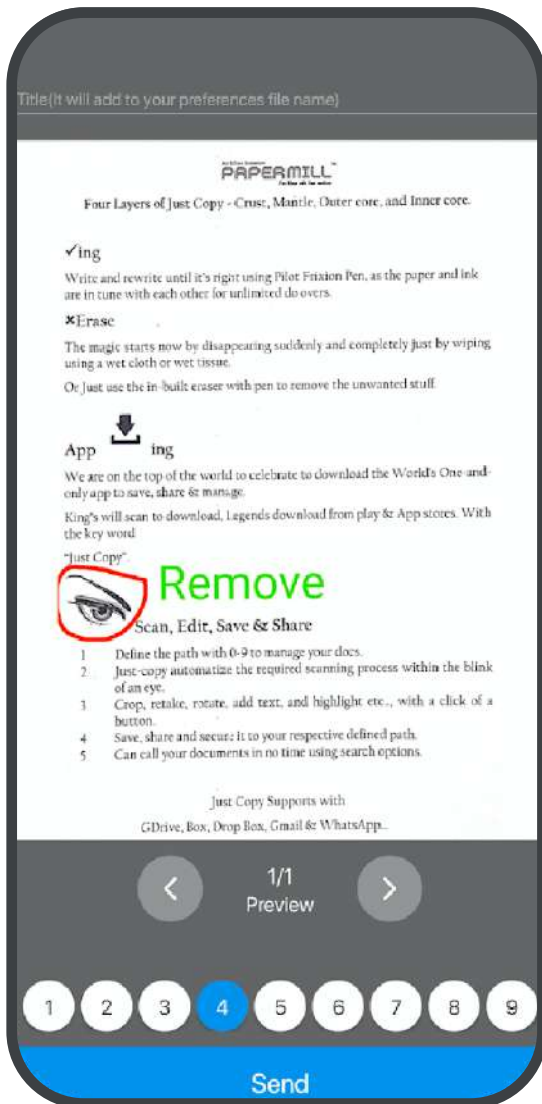 Title(It will add to your preferences file name)
PAPERMILL
Four Layers of Just Copy - Crust, Mantle, Outer core, and Inner core.
✓ing
Write and rewrite until it's right using Pilot Frixion Pen, as the paper and ink
are in tune with each other for unlimited do overs.
×Erase
The magic starts now by disappearing suddenly and completely just by wiping
using a wet cloth or wet tissue.
Or Just use the in-built eraser with pen to remove the unwanted stuff.
App ing
We are on the top of the world to celebrate to download the World's One-and-
only app to save, share & manage.
King's will scan to download, Legends download from play & App stores. With
the key word
"Just Copy".
Remove
Scan, Edit, Save & Share
1 Define the path with 0-9 to manage your docs.
2 Just-copy automatize the required scanning process within the blink
of an eye.
3 Crop, retake, rotate, add text, and highlight etc., with a click of a
button.
4 Save, share and secure it to your respective defined path.
5 Can call your documents in no time using search options.
Just Copy Supports with
GDrive, Box, Drop Box, Gmail & WhatsApp..
1/1
Preview
1 2 3 4 5 6 7 8 9
Send